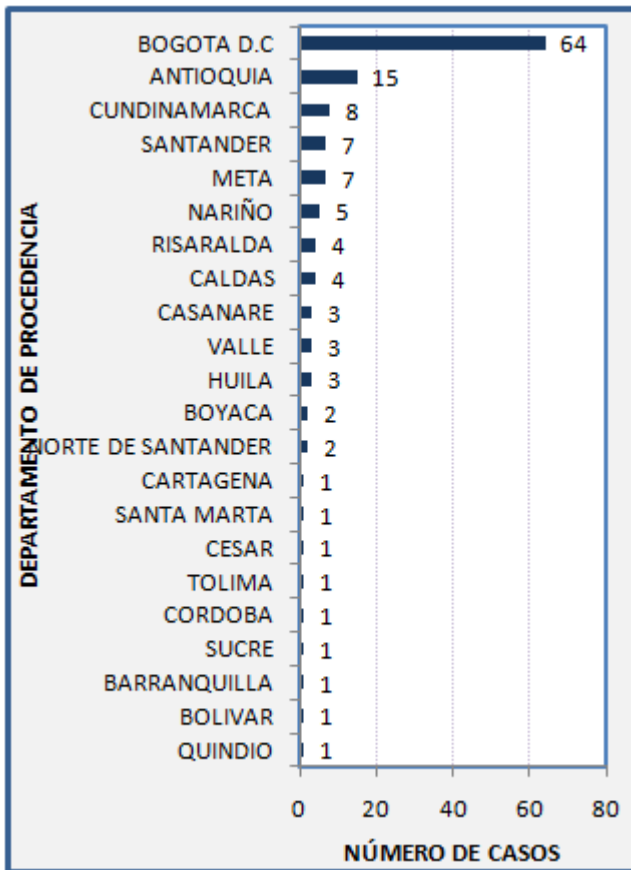 DEPARTAMENTO DE PROCEDENCIA
BOGOTA D.C 64
ANTIOQUIA 15
CUNDINAMARCA 8
SANTANDER 7
META 7
NARIÑO 5
RISARALDA 4
CALDAS 4
CASANARE 3
VALLE 3
HUILA 3
BOYACA 2
NORTE DE SANTANDER 2
CARTAGENA 1
SANTA MARTA 1
CESAR 1
TOLIMA 1
CORDOBA 1
SUCRE 1
BARRANQUILLA 1
BOLIVAR 1
QUINDIO 1
0 20 40 60 80
NÚMERO DE CASOS